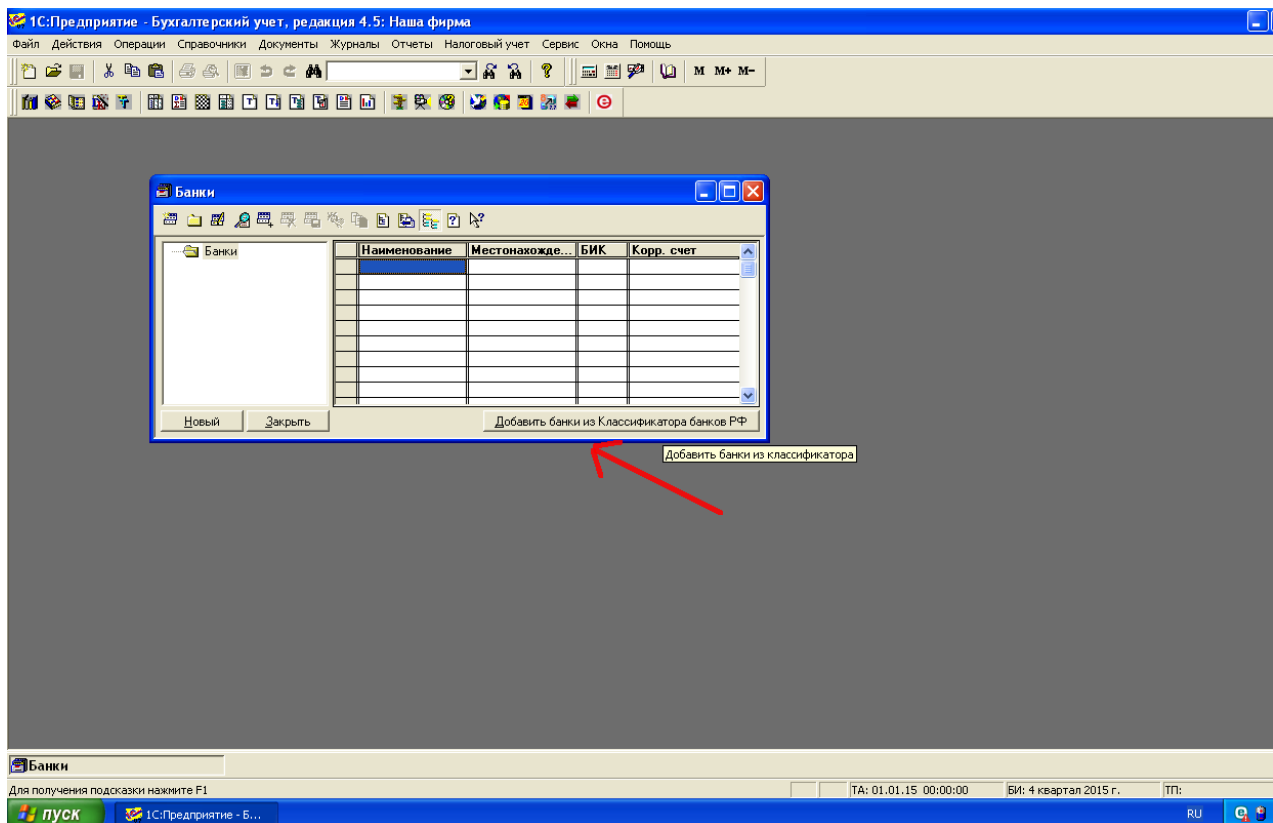 1С:Предприятие - Бухгалтерский учет, редакция 4.5: Наша фирма
Файл Действия Операции Справочники Документы Журналы Отчеты Налоговый учет Сервис Окна Помощь
М М+ М-
Банки
Банки
Наименование Местонахожде... БИК Корр. счет
Новый Закрыть Добавить банки из Классификатора банков РФ
Добавить банки из классификатора
Банки
Для получения подсказки нажмите F1 ТА: 01.01.15 00:00:00 БИ: 4 квартал 2015 г. ТП:
пуск 1С:Предприятие - Б... RU